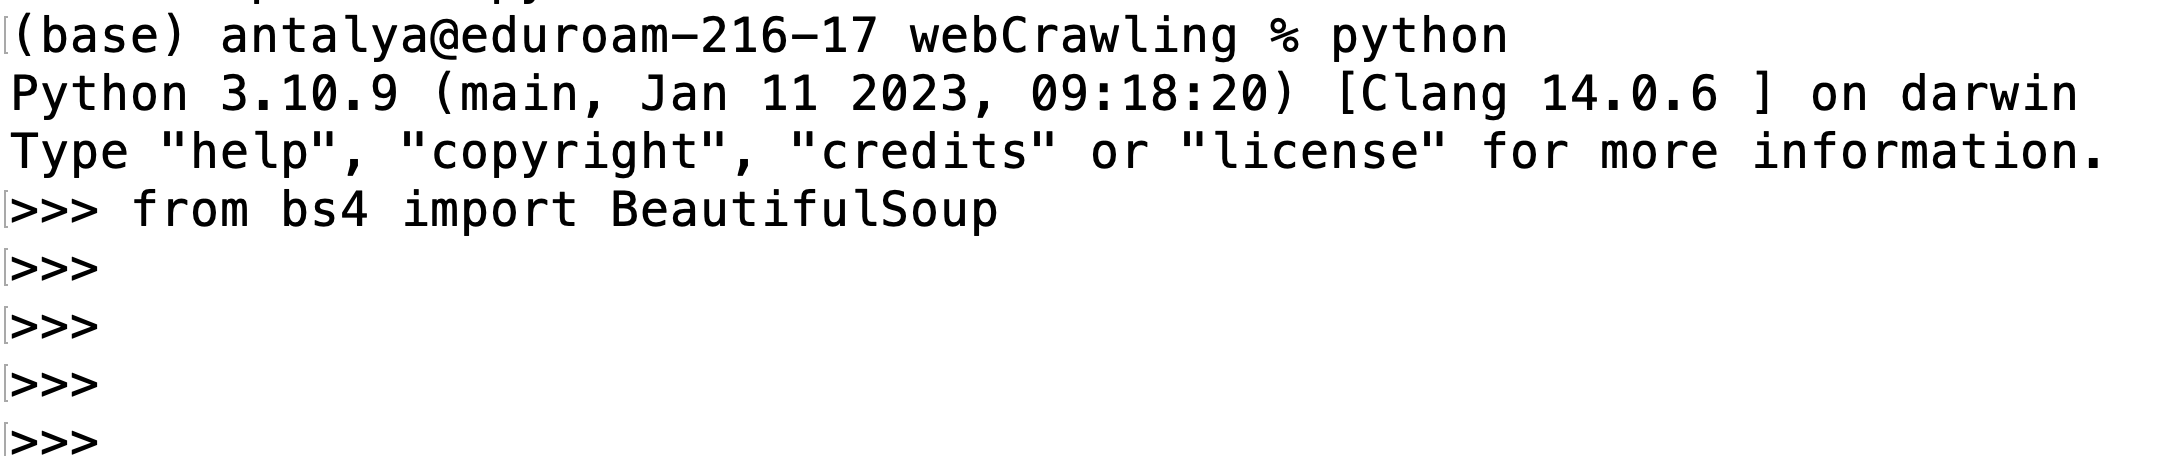 (base) antalya@eduroam-216-17 webCrawling % python
Python 3.10.9 (main, Jan 11 2023, 09:18:20) [Clang 14.0.6 ] on darwin
Type "help", "copyright", "credits" or "license" for more information.
>>> from bs4 import BeautifulSoup
>>>
>>>
>>>
>>>